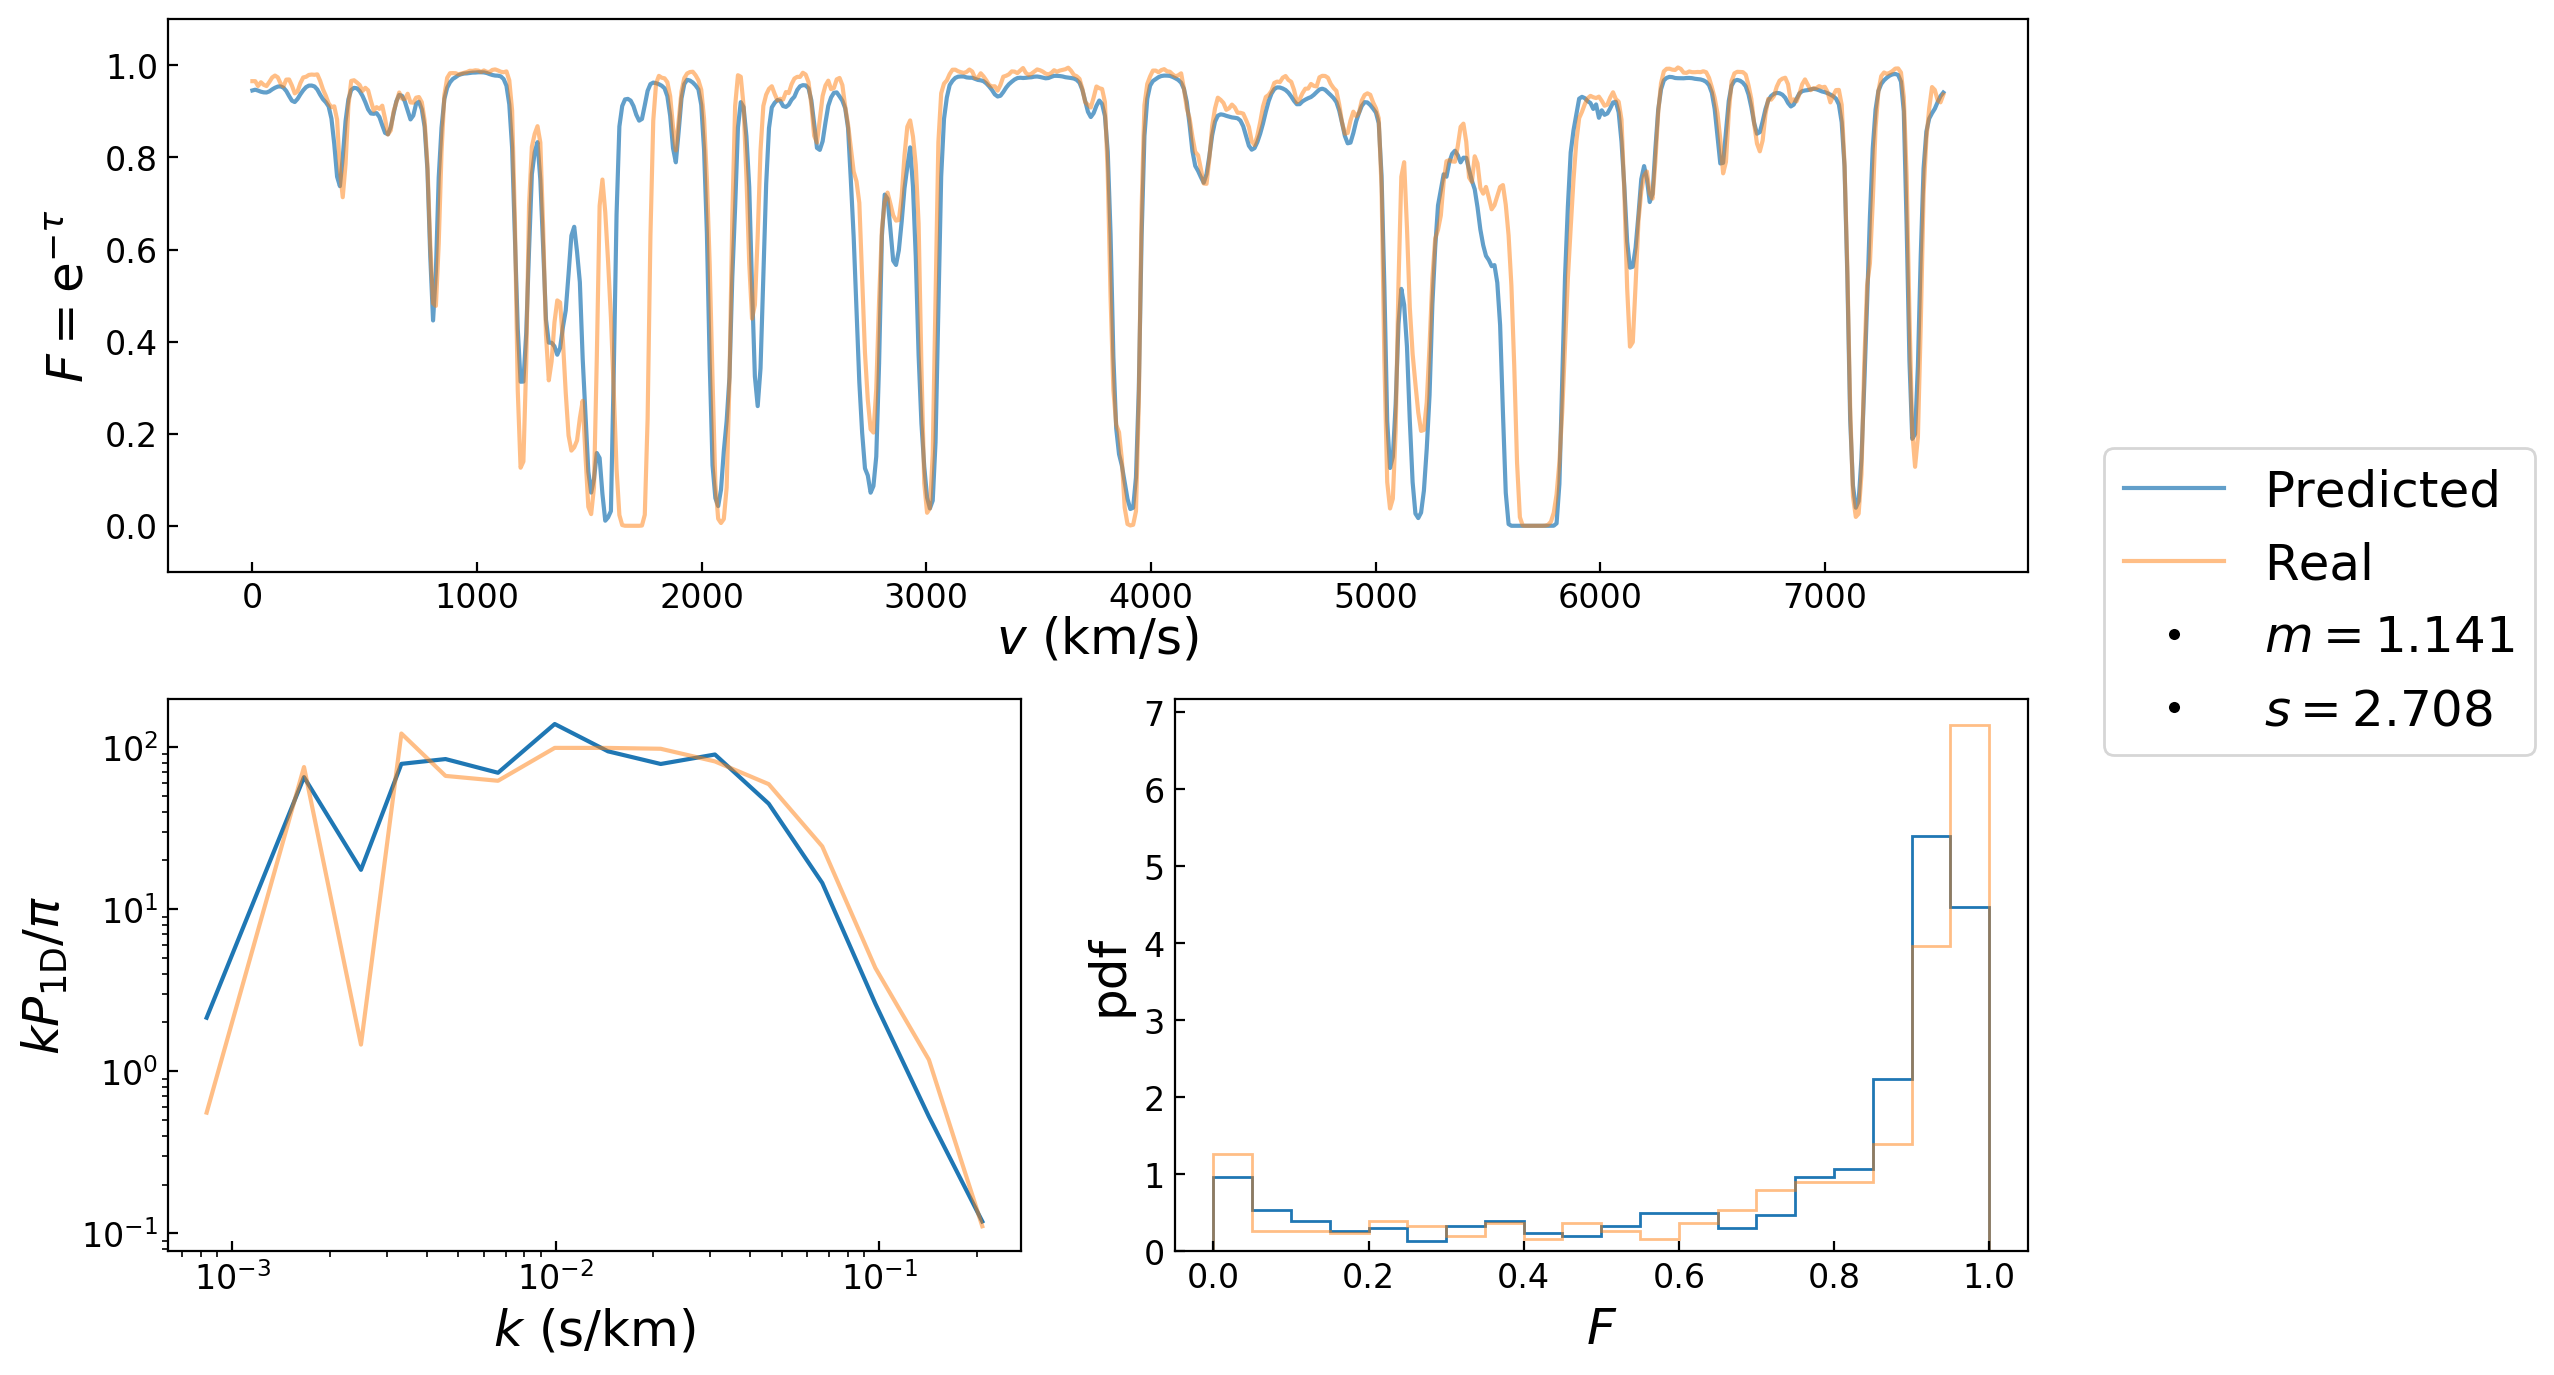 1.0
0.8
0.6
0.4
0.2
0.0
F = e^{−τ}
0 1000 2000 3000 4000 5000 6000 7000
v (km/s)
Predicted
Real
m = 1.141
s = 2.708
10^2
10^1
10^0
10^{−1}
kP_{1D}/π
10^{−3} 10^{−2} 10^{−1}
k (s/km)
7
6
5
4
3
2
1
0
pdf
0.0 0.2 0.4 0.6 0.8 1.0
F